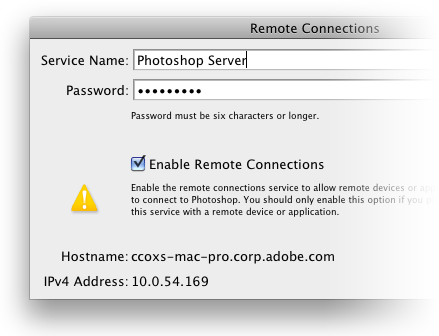 Remote Connections
Service Name: Photoshop Server
Password: •••••••••
Password must be six characters or longer.
Enable Remote Connections
Enable the remote connections service to allow remote devices or
to connect to Photoshop. You should only enable this option if you
this service with a remote device or application.
Hostname: ccoxs-mac-pro.corp.adobe.com
IPv4 Address: 10.0.54.169